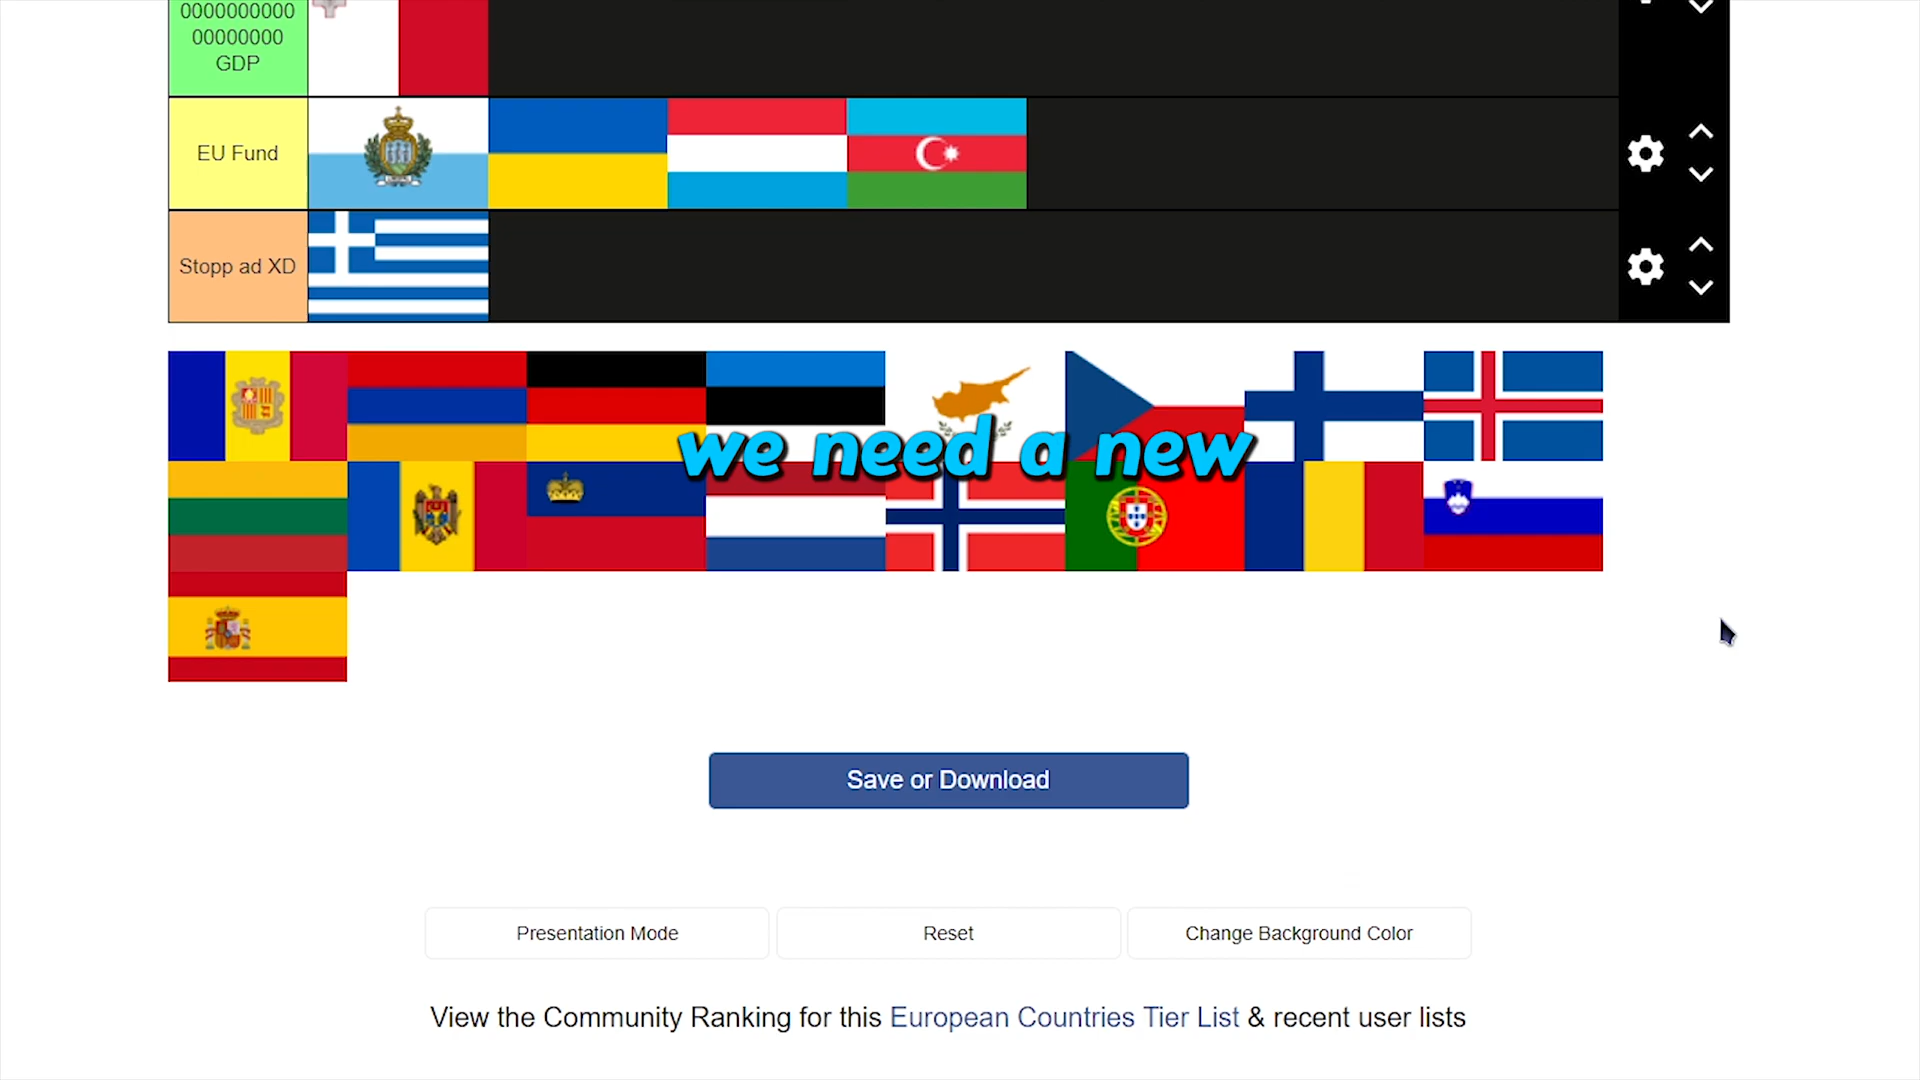 0000000000
00000000
GDP
EU Fund
Stopp ad XD
we need a new
Save or Download
Presentation Mode
Reset
Change Background Color
View the Community Ranking for this European Countries Tier List & recent user lists